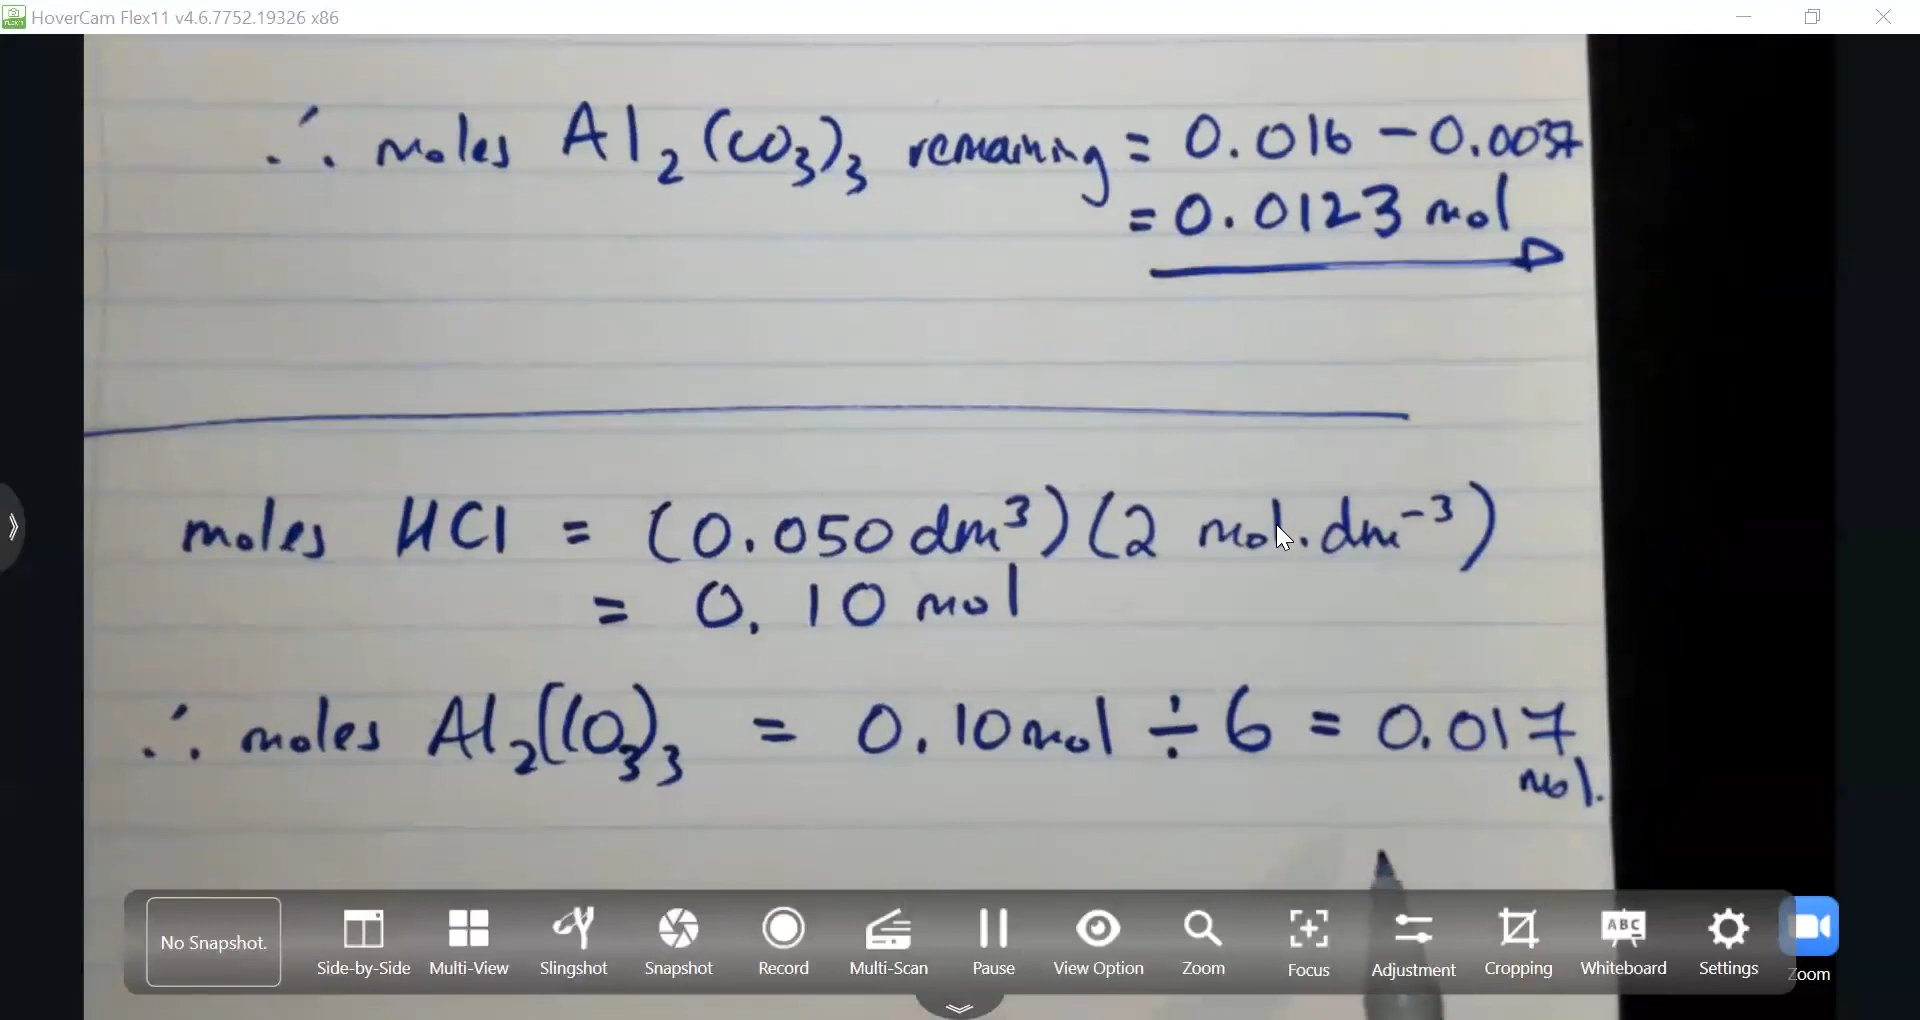 HoverCam Flex11 v4.6.7752.19326 x86
∴ moles Al₂(CO₃)₃ remaining = 0.016 − 0.0037
= 0.0123 mol
moles HCl = (0.050 dm³)(2 mol.dm⁻³)
= 0.10 mol
∴ moles Al₂(CO₃)₃ = 0.10 mol ÷ 6 = 0.017
mol.
No Snapshot.
Side-by-Side Multi-View Slingshot Snapshot Record Multi-Scan Pause View Option Zoom Focus Adjustment Cropping Whiteboard Settings Zoom
ABC